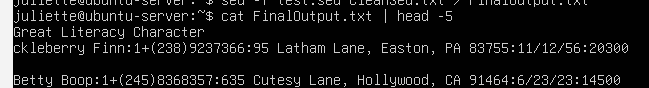 juliette@ubuntu-server:~$ sed -f test.sed cleansed.txt > FinalOutput.txt
juliette@ubuntu-server:~$ cat FinalOutput.txt | head -5
Great Literacy Character
ckleberry Finn:1+(238)9237366:95 Latham Lane, Easton, PA 83755:11/12/56:20300
Betty Boop:1+(245)8368357:635 Cutesy Lane, Hollywood, CA 91464:6/23/23:14500